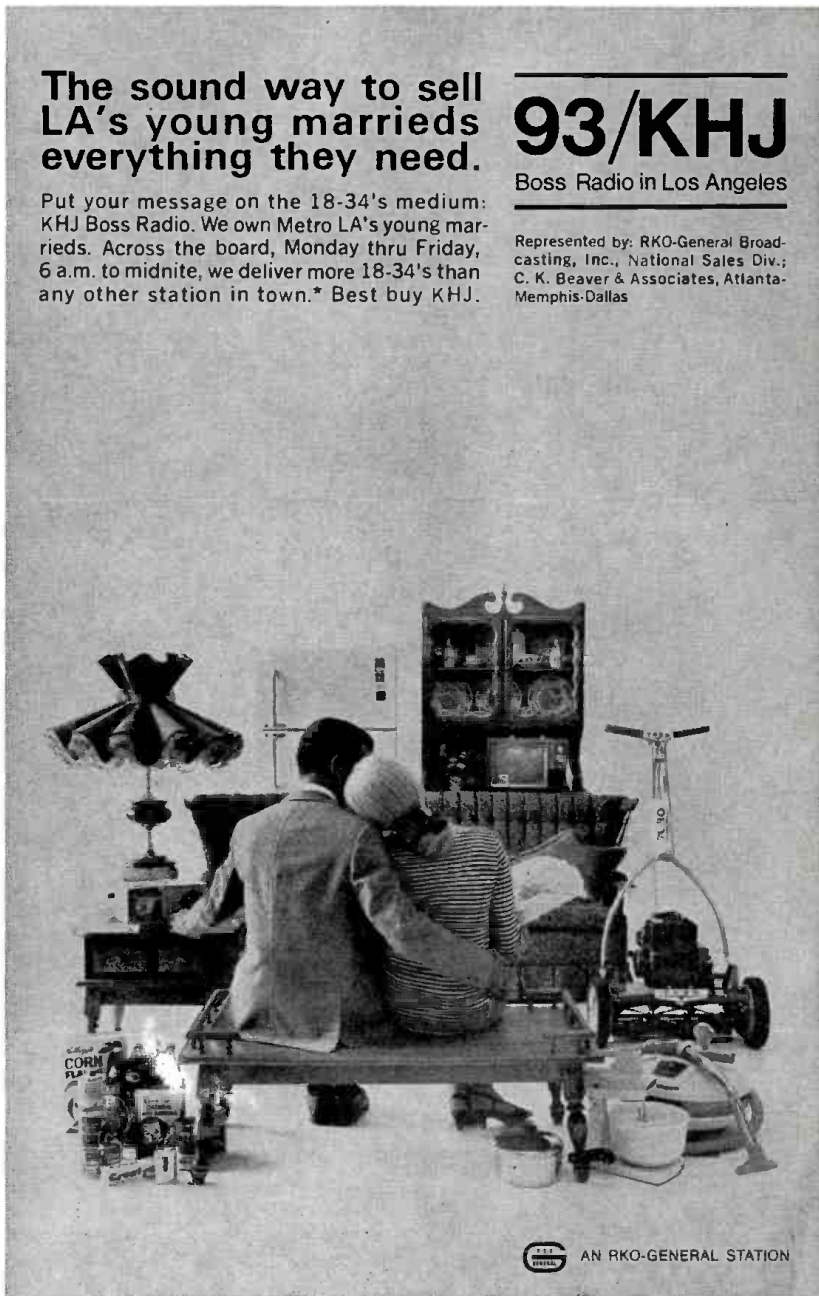 The sound way to sell
LA's young marrieds
everything they need.
Put your message on the 18-34's medium:
KHJ Boss Radio. We own Metro LA's young mar-
rieds. Across the board, Monday thru Friday,
6 a.m. to midnite, we deliver more 18-34's than
any other station in town.* Best buy KHJ.
93/KHJ
Boss Radio in Los Angeles
Represented by: RKO-General Broad-
casting, Inc., National Sales Div.;
C. K. Beaver & Associates, Atlanta-
Memphis-Dallas
CORN
GENERAL
AN RKO-GENERAL STATION